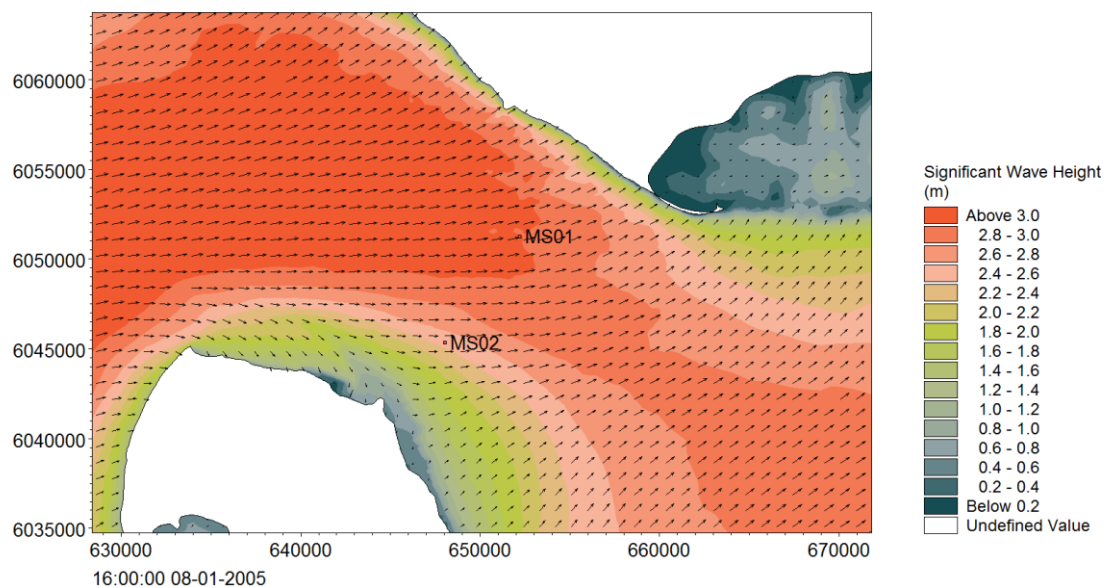 6060000
6055000
6050000
6045000
6040000
6035000
MS01
MS02
630000 640000 650000 660000 670000
16:00:00 08-01-2005
Significant Wave Height
(m)
Above 3.0
2.8 - 3.0
2.6 - 2.8
2.4 - 2.6
2.2 - 2.4
2.0 - 2.2
1.8 - 2.0
1.6 - 1.8
1.4 - 1.6
1.2 - 1.4
1.0 - 1.2
0.8 - 1.0
0.6 - 0.8
0.4 - 0.6
0.2 - 0.4
Below 0.2
Undefined Value